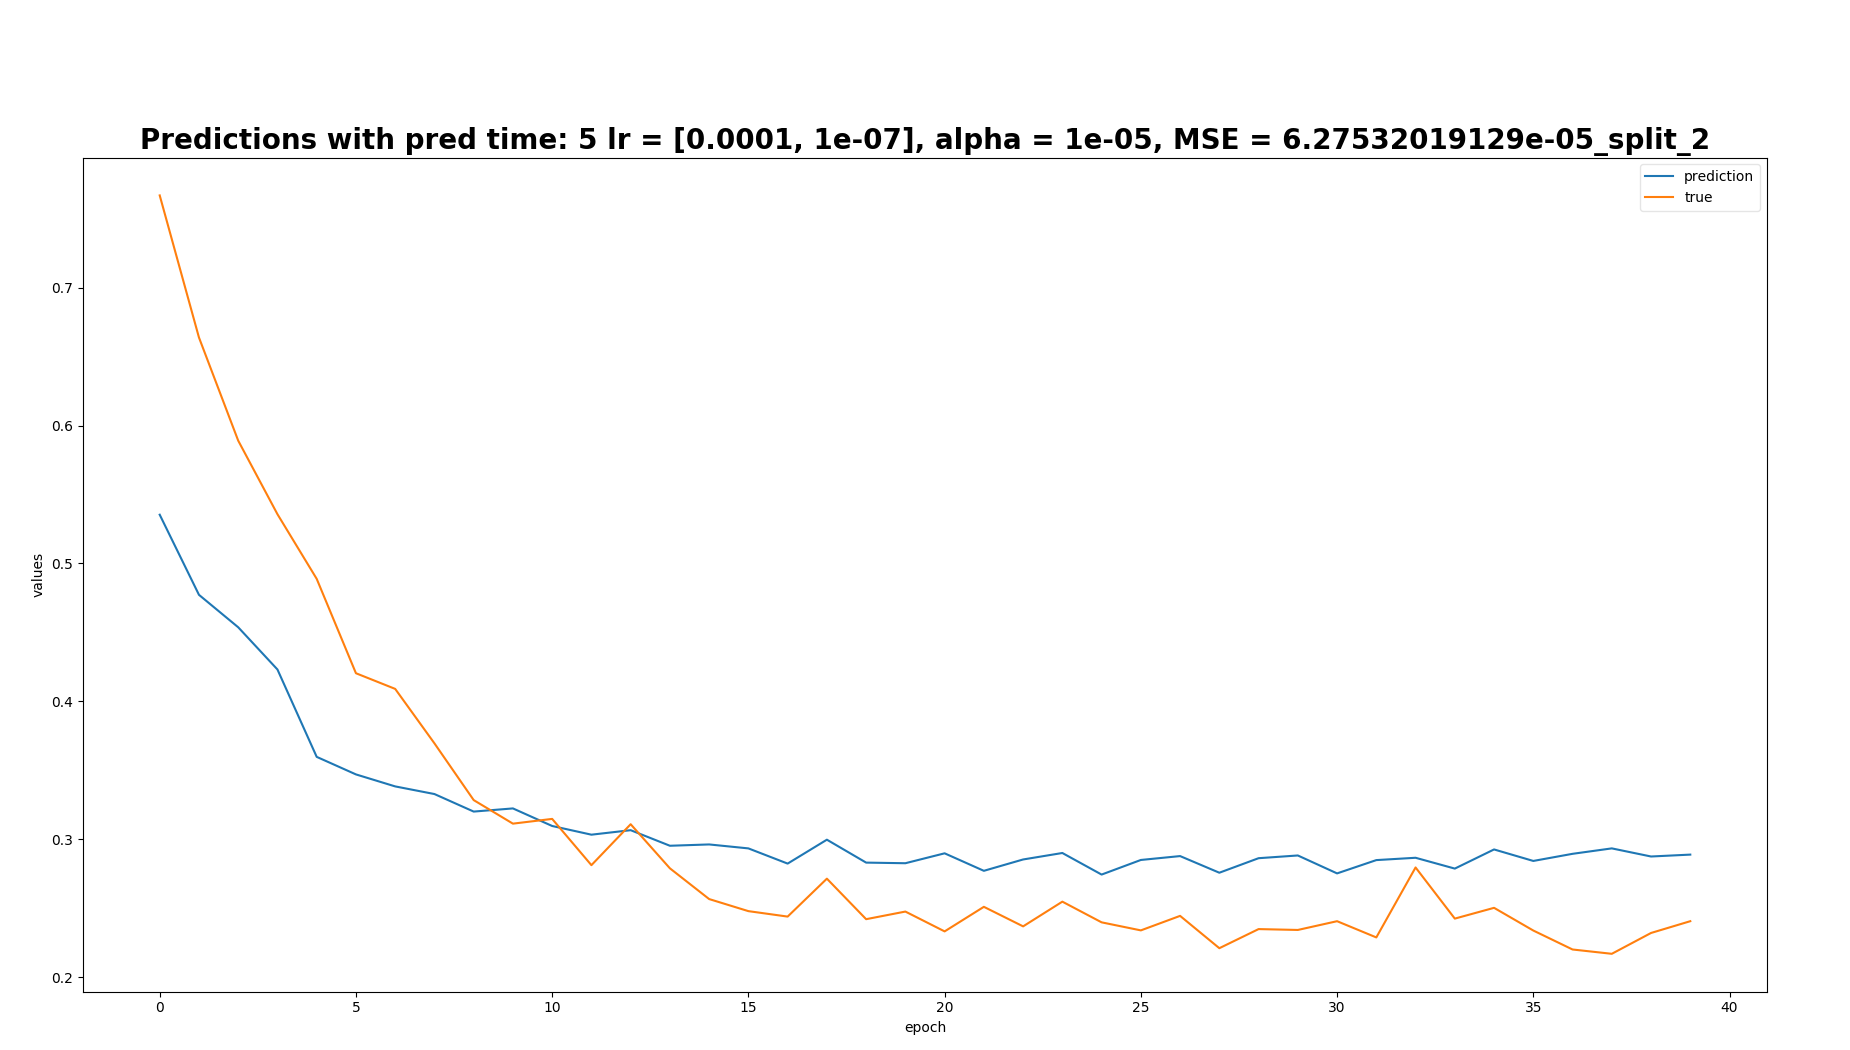 Predictions with pred time: 5 lr = [0.0001, 1e-07], alpha = 1e-05, MSE = 6.27532019129e-05_split_2
prediction
true
values
0.7
0.6
0.5
0.4
0.3
0.2
0 5 10 15 20 25 30 35 40
epoch